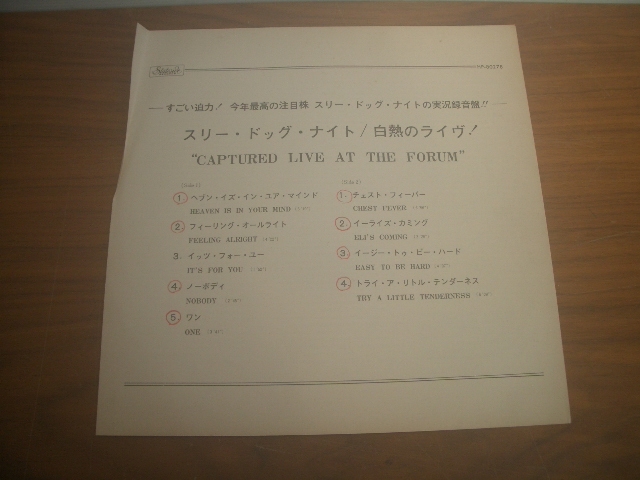 Stateside
すごい迫力! 今年最高の注目株 スリー・ドッグ・ナイトの実況録音盤!!
スリー・ドッグ・ナイト/白熱のライヴ!
"CAPTURED LIVE AT THE FORUM"
1. ヘブン・イズ・イン・ユア・マインド
HEAVEN IS IN YOUR MIND
2. フィーリング・オールライト
FEELING ALRIGHT
3. イッツ・フォー・ユー
IT'S FOR YOU
4. ノーボディ
NOBODY
5. ワン
ONE
1. チェスト・フィーバー
CHEST FEVER
2. イーライズ・カミング
ELI'S COMING
3. イージー・トゥ・ビー・ハード
EASY TO BE HARD
4. トライ・ア・リトル・テンダーネス
TRY A LITTLE TENDERNESS